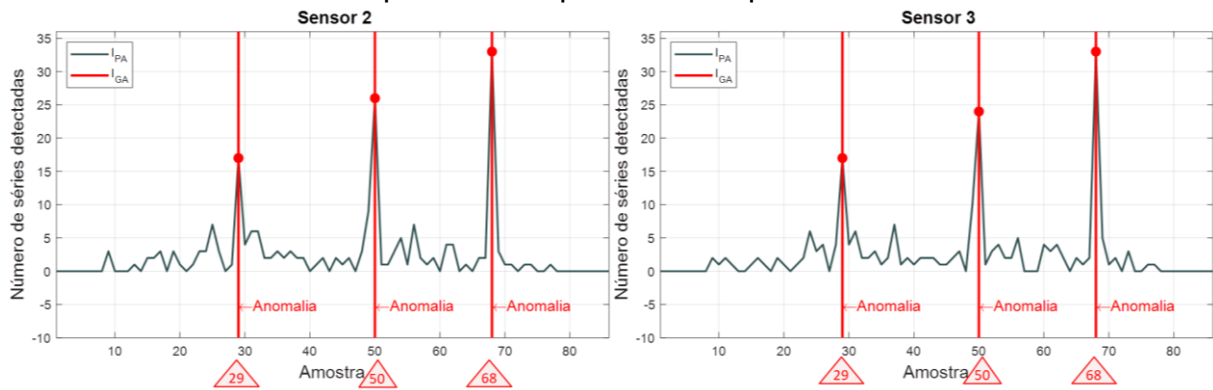 Sensor 2
Número de séries detectadas
35
30
25
20
15
10
5
0
-5
-10
I_PA
I_GA
←Anomalia
←Anomalia
←Anomalia
10 20 30 40 50 60 70 80
Amostra
29 50 68
Sensor 3
Número de séries detectadas
35
30
25
20
15
10
5
0
-5
-10
I_PA
I_GA
←Anomalia
←Anomalia
←Anomalia
10 20 30 40 50 60 70 80
Amostra
29 50 68